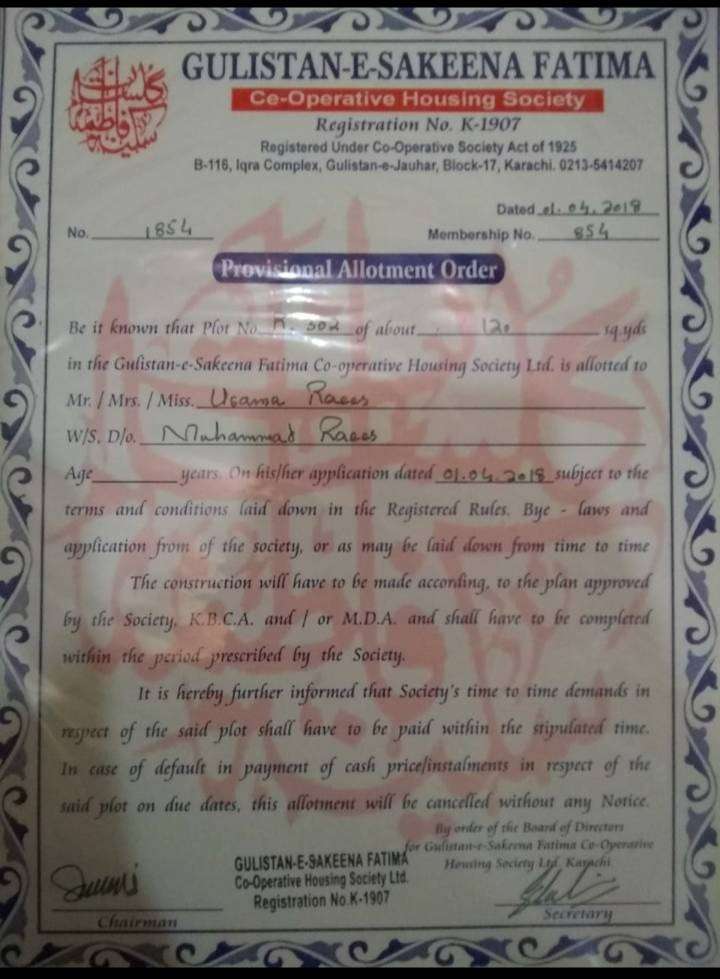 گلستان سکینہ فاطمہ
GULISTAN-E-SAKEENA FATIMA
Ce-Operative Housing Society
Registration No. K-1907
Registered Under Co-Operative Society Act of 1925
B-116, Iqra Complex, Gulistan-e-Jauhar, Block-17, Karachi. 0213-5414207
Dated 01.04.2018
No. 1854
Membership No. 854
Provisional Allotment Order
Be it known that Plot No. 502 of about 120 sq.yds
in the Gulistan-e-Sakeena Fatima Co-operative Housing Society Ltd. is allotted to
Mr. / Mrs. / Miss. Usama Raees
W/S. D/o. Muhammad Raees
Age years. On his/her application dated 01.04.2018 subject to the
terms and conditions laid down in the Registered Rules. Bye - laws and
application from of the society, or as may be laid down from time to time
The construction will have to be made according, to the plan approved
by the Society, K.B.C.A. and / or M.D.A. and shall have to be completed
within the period prescribed by the Society.
It is hereby further informed that Society's time to time demands in
respect of the said plot shall have to be paid within the stipulated time.
In case of default in payment of cash price/instalments in respect of the
said plot on due dates, this allotment will be cancelled without any Notice.
By order of the Board of Directors
for Gulistan-e-Sakeena Fatima Co-Operative
Housing Society Ltd. Karachi
GULISTAN-E-SAKEENA FATIMA
Co-Operative Housing Society Ltd.
Registration No.K-1907
Chairman
Secretary